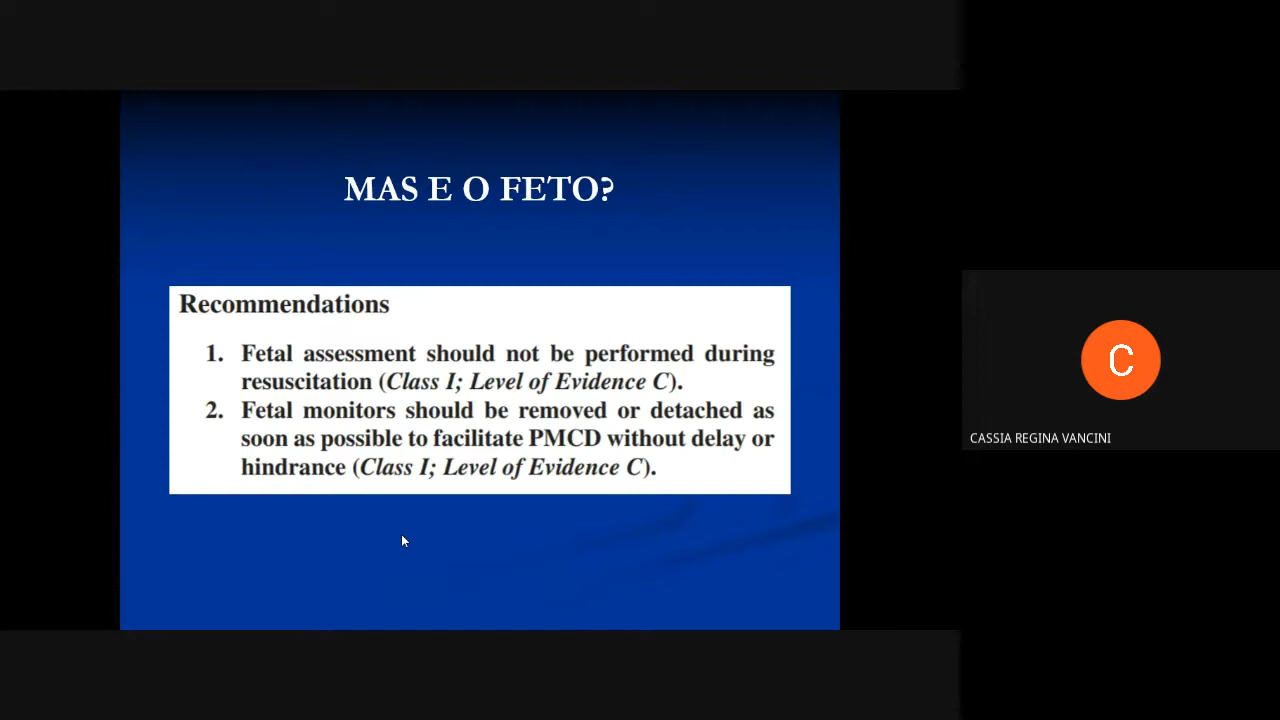 MAS E O FETO?
Recommendations
1. Fetal assessment should not be performed during
resuscitation (Class I; Level of Evidence C).
2. Fetal monitors should be removed or detached as
soon as possible to facilitate PMCD without delay or
hindrance (Class I; Level of Evidence C).
C
CASSIA REGINA VANCINI